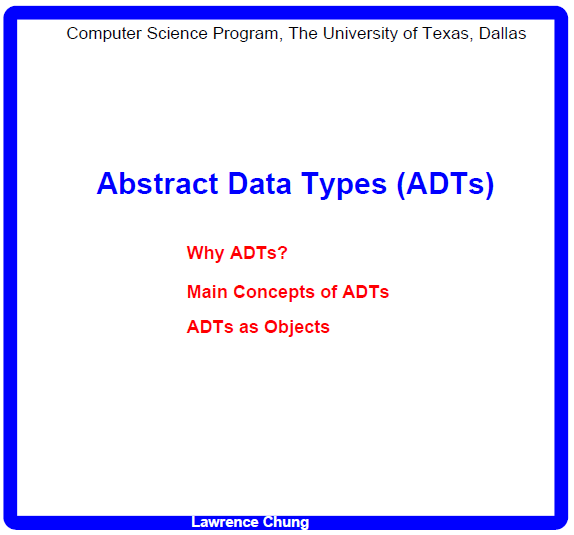 Computer Science Program, The University of Texas, Dallas
Abstract Data Types (ADTs)
Why ADTs?
Main Concepts of ADTs
ADTs as Objects
Lawrence Chung